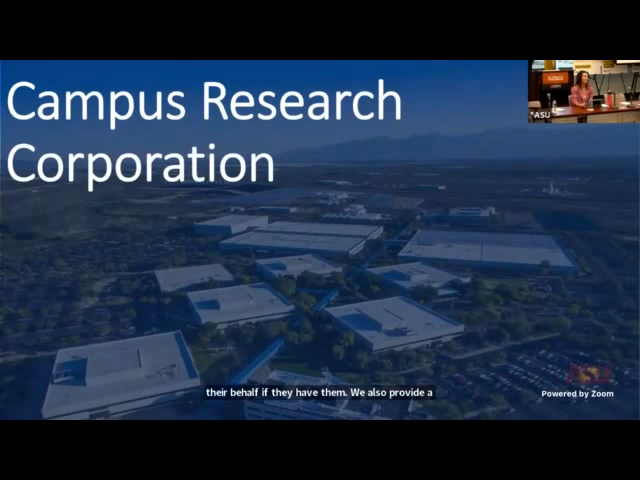 Campus Research
Corporation
ASU
their behalf if they have them. We also provide a
Powered by Zoom